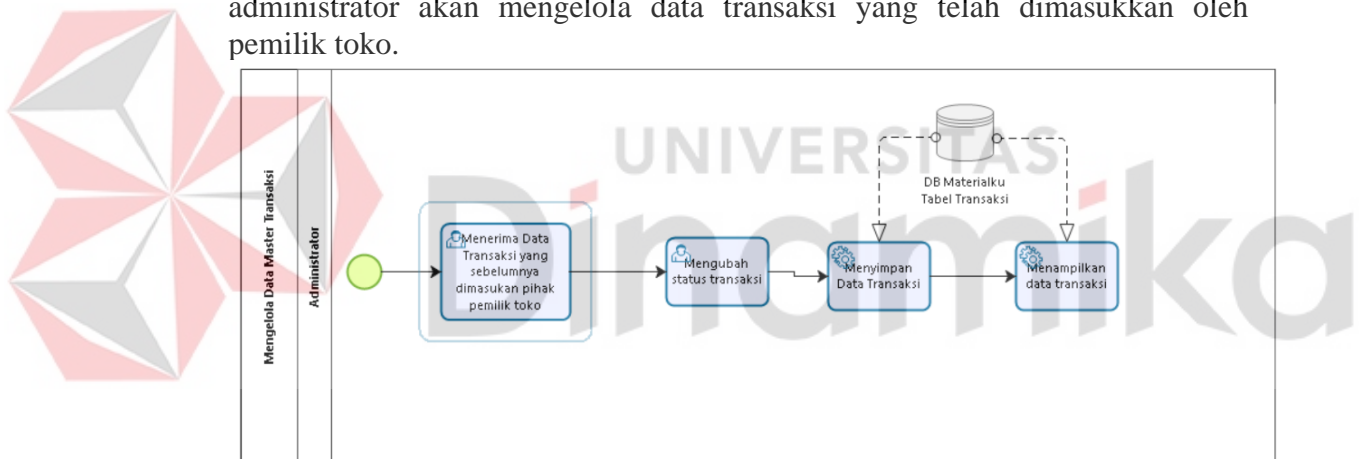 administrator akan mengelola data transaksi yang telah dimasukkan oleh
pemilik toko.
UNIVERSITAS
Dinamika
Mengelola Data Master Transaksi
Administrator
Menerima Data
Transaksi yang
sebelumnya
dimasukan pihak
pemilik toko
Mengubah
status transaksi
Menyimpan
Data Transaksi
Menampilkan
data transaksi
DB Materialku
Tabel Transaksi